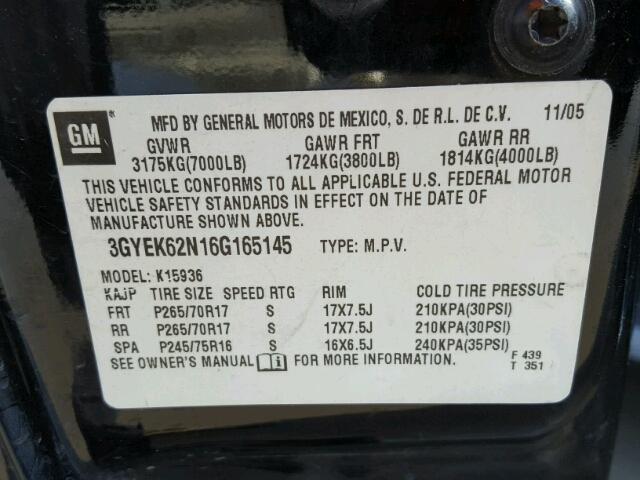 GM
MFD BY GENERAL MOTORS DE MEXICO, S. DE R.L. DE C.V. 11/05
GVWR GAWR FRT GAWR RR
3175KG(7000LB) 1724KG(3800LB) 1814KG(4000LB)
THIS VEHICLE CONFORMS TO ALL APPLICABLE U.S. FEDERAL MOTOR
VEHICLE SAFETY STANDARDS IN EFFECT ON THE DATE OF
MANUFACTURE SHOWN ABOVE.
3GYEK62N16G165145 TYPE: M.P.V.
MODEL: K15936
KAJP TIRE SIZE SPEED RTG RIM COLD TIRE PRESSURE
FRT P265/70R17 S 17X7.5J 210KPA(30PSI)
RR P265/70R17 S 17X7.5J 210KPA(30PSI)
SPA P245/75R16 S 16X6.5J 240KPA(35PSI)
SEE OWNER'S MANUAL FOR MORE INFORMATION. F 439
T 351